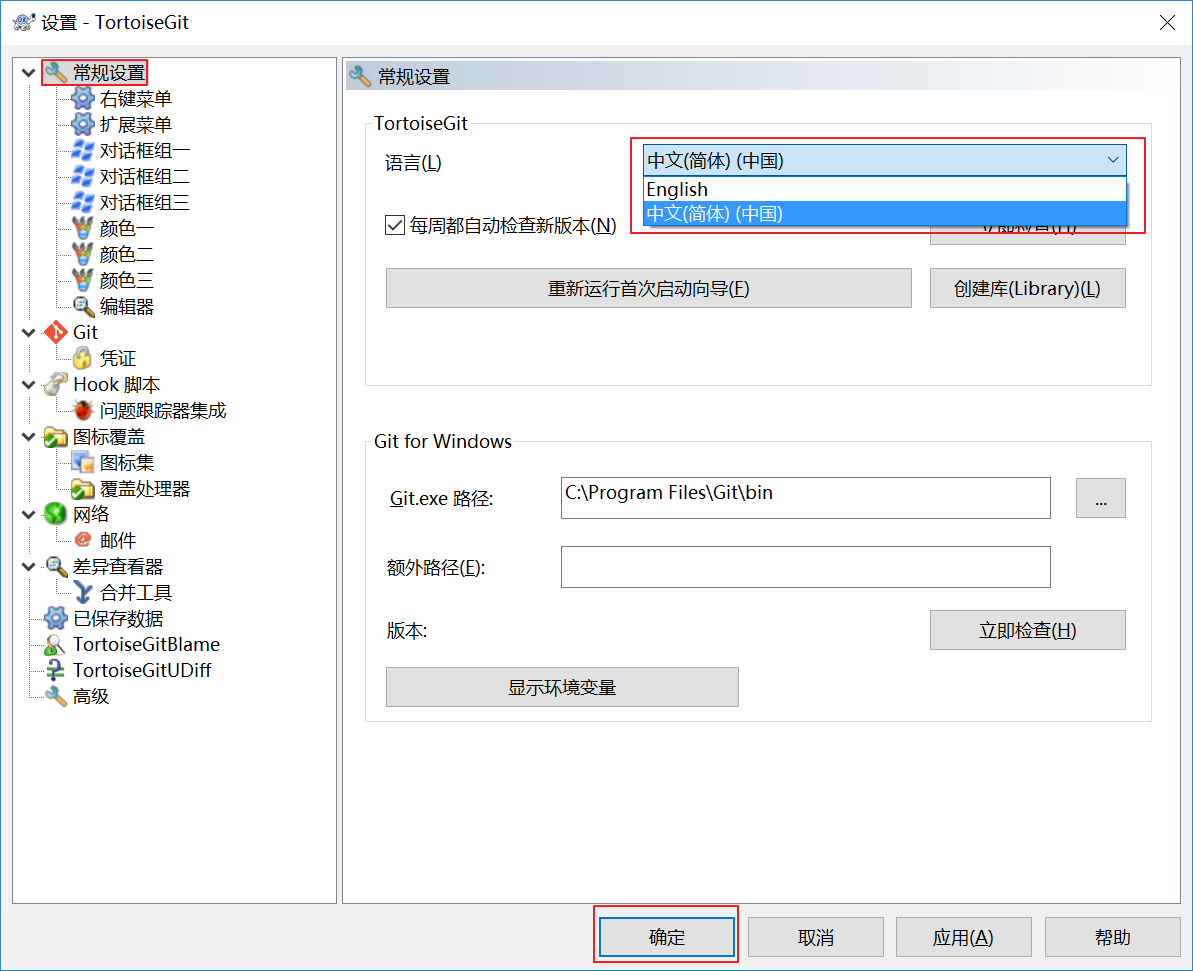 设置 - TortoiseGit
常规设置
右键菜单
扩展菜单
对话框组一
对话框组二
对话框组三
颜色一
颜色二
颜色三
编辑器
Git
凭证
Hook 脚本
问题跟踪器集成
图标覆盖
图标集
覆盖处理器
网络
邮件
差异查看器
合并工具
已保存数据
TortoiseGitBlame
TortoiseGitUDiff
高级
常规设置
TortoiseGit
语言(L)
中文(简体) (中国)
English
中文(简体) (中国)
每周都自动检查新版本(N)
立即检查(H)
重新运行首次启动向导(F)
创建库(Library)(L)
Git for Windows
Git.exe 路径:
C:\Program Files\Git\bin
...
额外路径(E):
版本:
立即检查(H)
显示环境变量
确定
取消
应用(A)
帮助